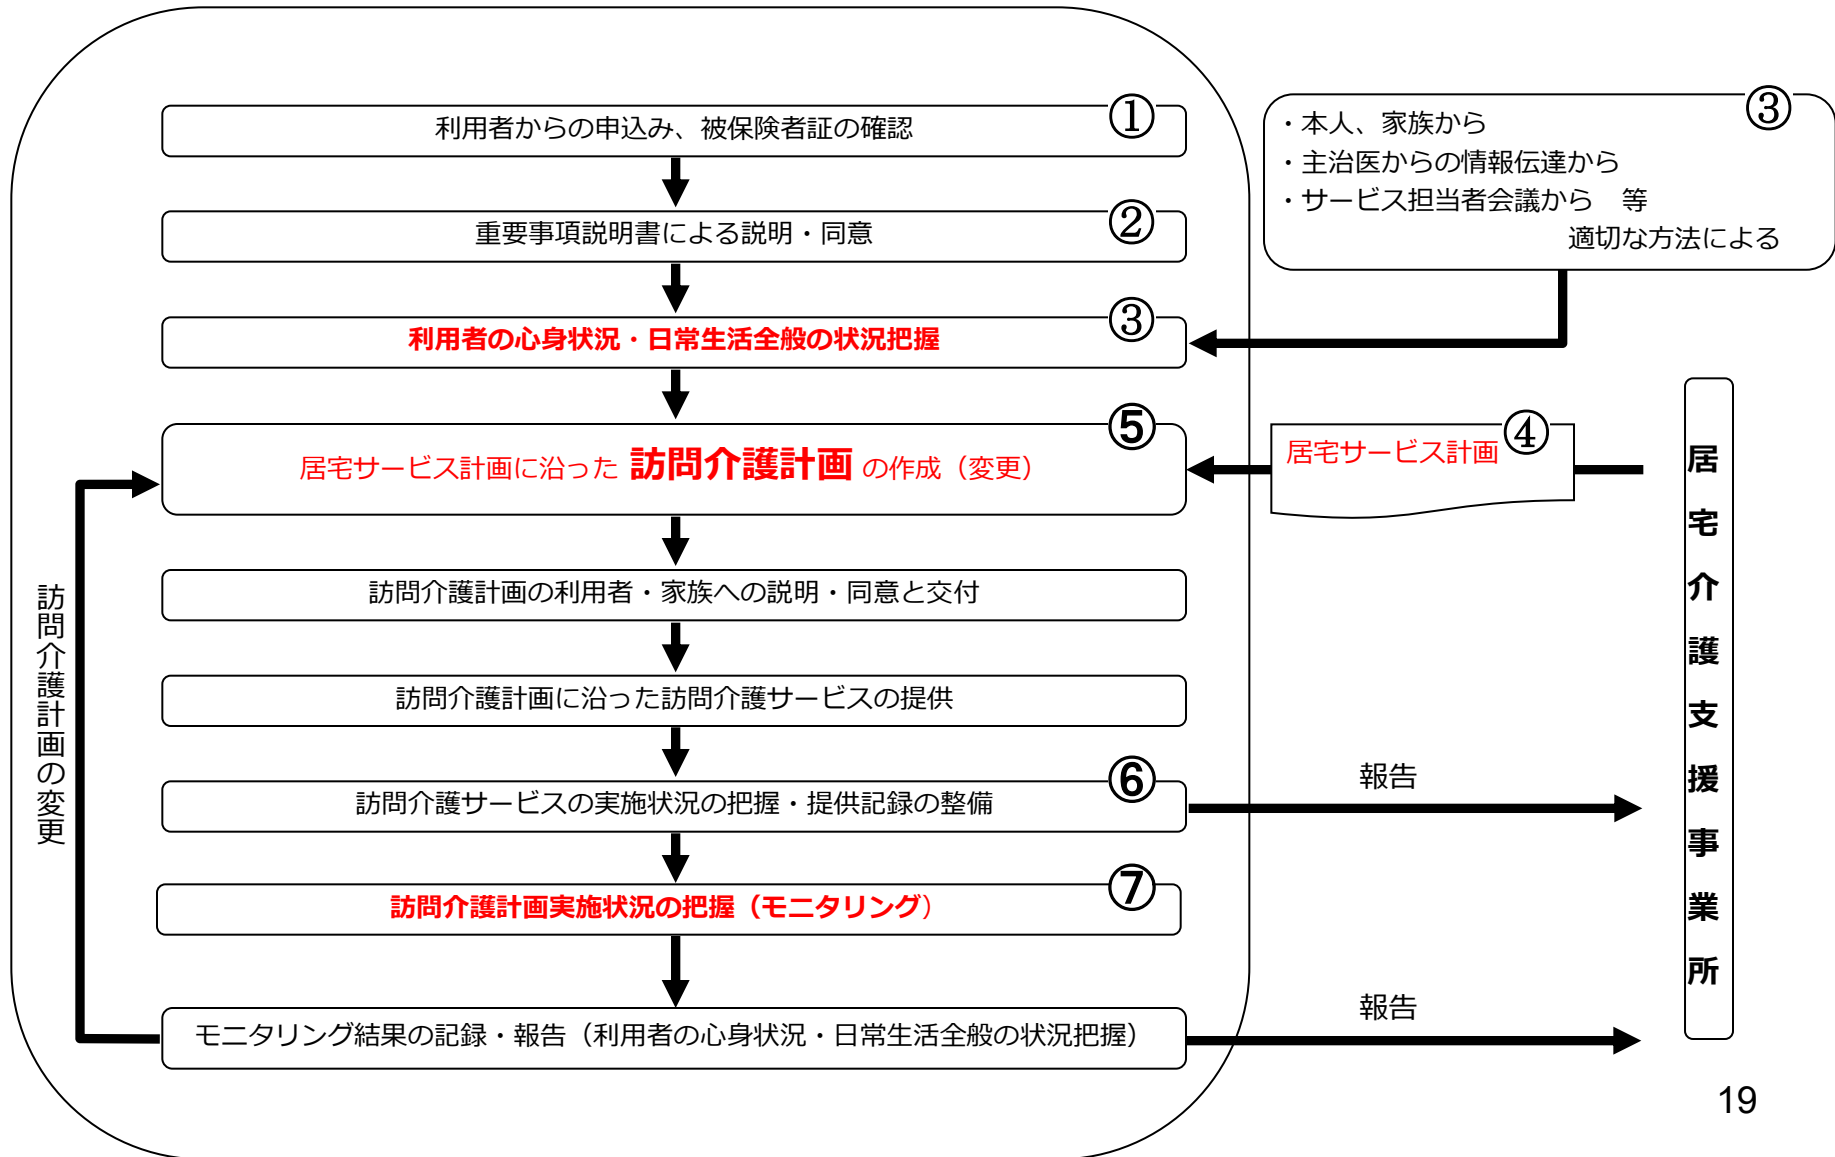 ①
利用者からの申込み、被保険者証の確認
②
重要事項説明書による説明・同意
③
利用者の心身状況・日常生活全般の状況把握
③
・本人、家族から
・主治医からの情報伝達から
・サービス担当者会議から　等
適切な方法による
⑤
居宅サービス計画に沿った 訪問介護計画 の作成（変更）
④
居宅サービス計画
訪問介護計画の利用者・家族への説明・同意と交付
訪問介護計画に沿った訪問介護サービスの提供
⑥
訪問介護サービスの実施状況の把握・提供記録の整備
報告
⑦
訪問介護計画実施状況の把握（モニタリング）
モニタリング結果の記録・報告（利用者の心身状況・日常生活全般の状況把握）
報告
訪問介護計画の変更
居宅介護支援事業所
19